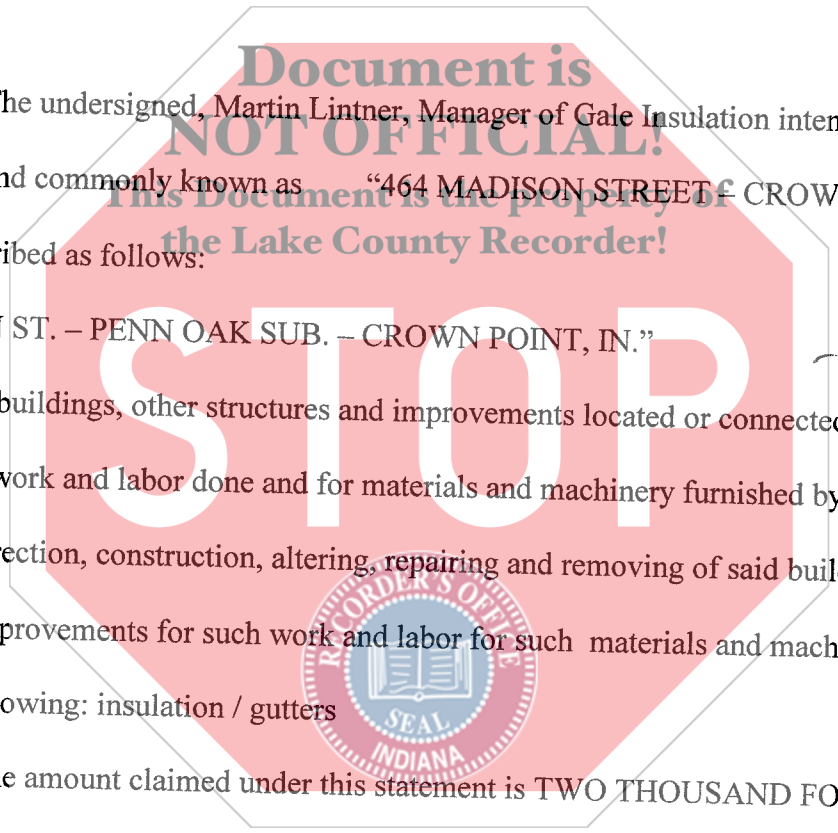 Document is
he undersigned, Martin Lintner, Manager of Gale Insulation inten
NOT OFFICIAL!
nd commonly known as "464 MADISON STREET – CROW
This Document is the property of
the Lake County Recorder!
ibed as follows:
ST. – PENN OAK SUB. – CROWN POINT, IN."
STOP
buildings, other structures and improvements located or connected
work and labor done and for materials and machinery furnished by
ection, construction, altering, repairing and removing of said buil
RECORDER'S OFFICE
provements for such work and labor for such materials and mach
owing: insulation / gutters
SEAL
INDIANA
e amount claimed under this statement is TWO THOUSAND FO